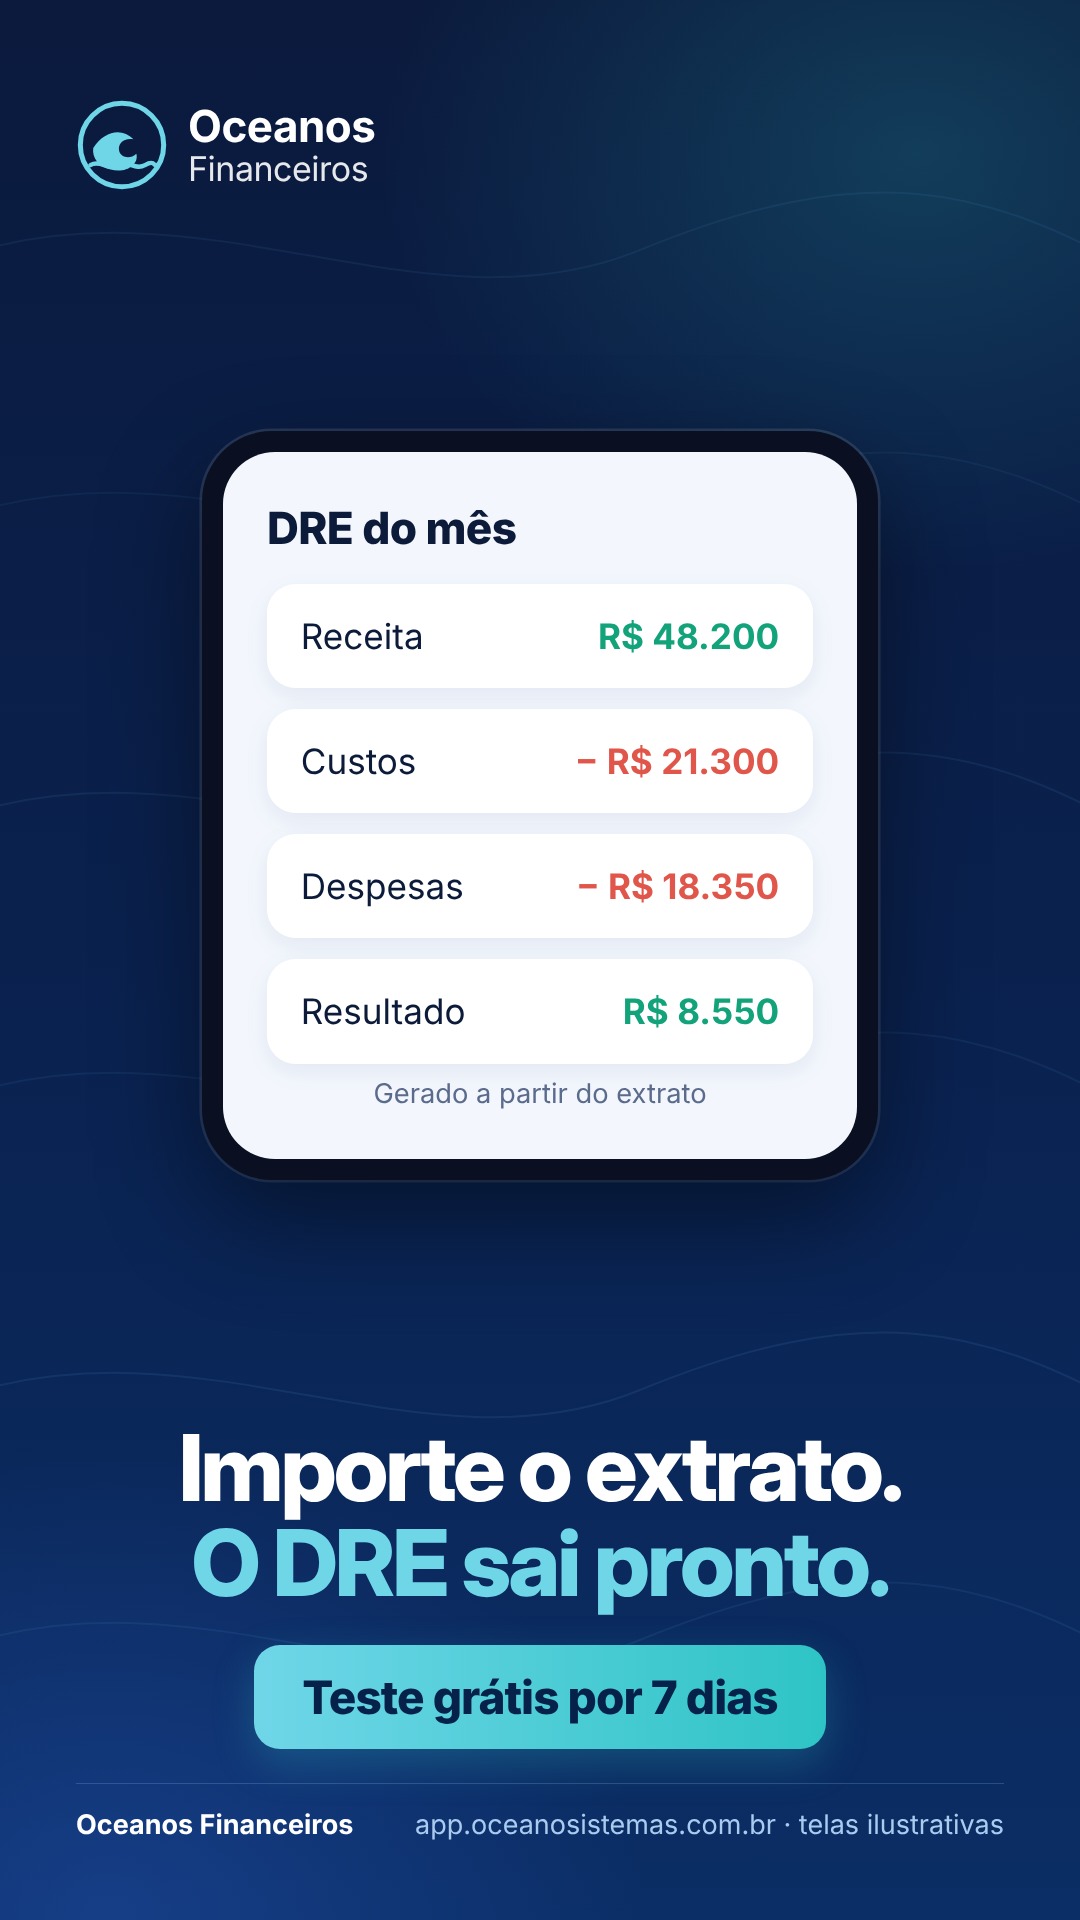 Oceanos
Financeiros
DRE do mês
Receita R$ 48.200
Custos − R$ 21.300
Despesas − R$ 18.350
Resultado R$ 8.550
Gerado a partir do extrato
Importe o extrato.
O DRE sai pronto.
Teste grátis por 7 dias
Oceanos Financeiros app.oceanosistemas.com.br · telas ilustrativas